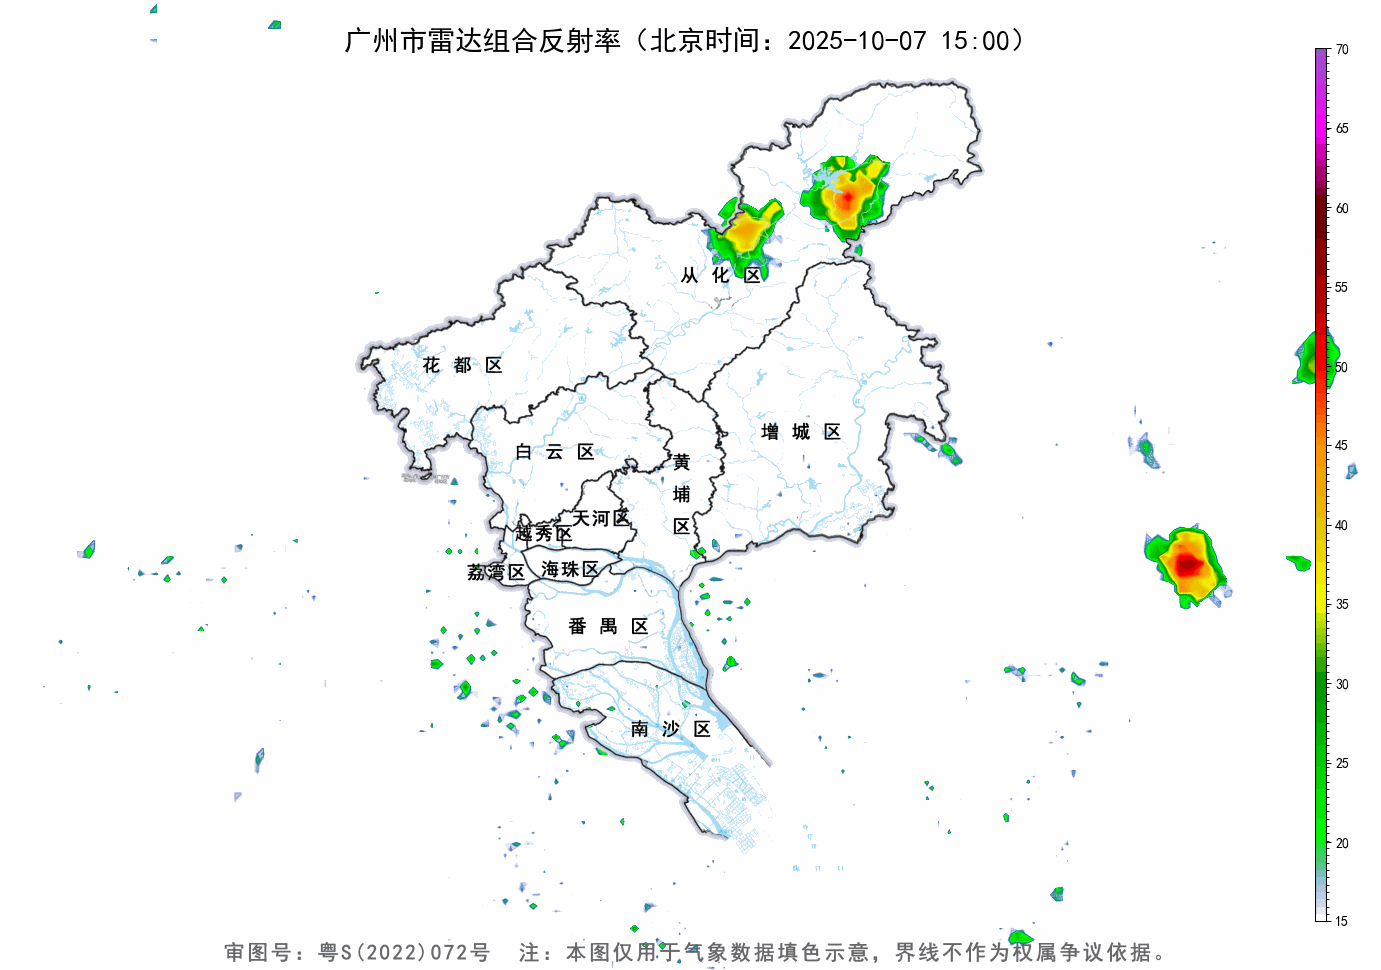 广州市雷达组合反射率（北京时间：2025-10-07 15:00）
70
65
60
55
50
45
40
35
30
25
20
15
从化区
花都区
增城区
白云区
黄埔区
天河区
越秀区
海珠区
荔湾区
番禺区
南沙区
审图号：粤S(2022)072号 注：本图仅用于气象数据填色示意，界线不作为权属争议依据。